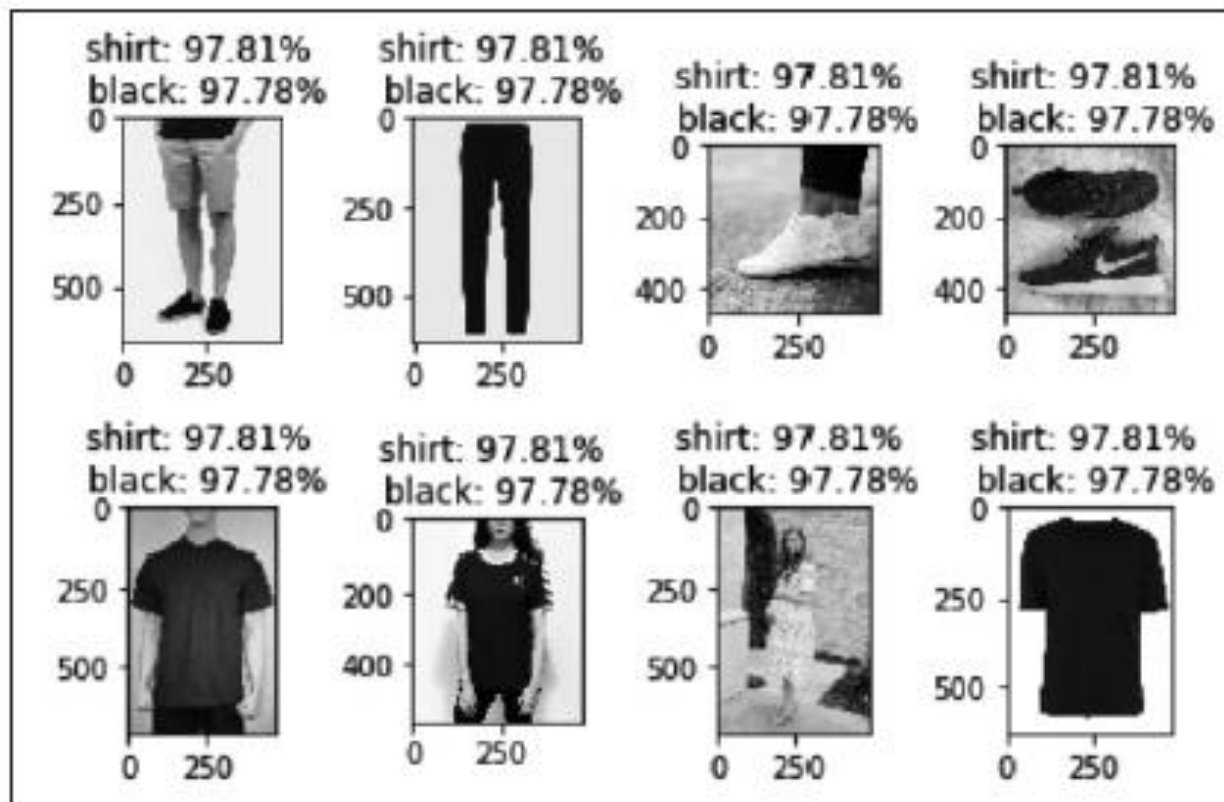 shirt: 97.81% shirt: 97.81% shirt: 97.81% shirt: 97.81%
black: 97.78% black: 97.78% black: 97.78% black: 97.78%
0 0 0 0
250 250 200 200
500 500 400 400
0 250 0 250 0 250 0 250
shirt: 97.81% shirt: 97.81% shirt: 97.81% shirt: 97.81%
black: 97.78% black: 97.78% black: 97.78% black: 97.78%
0 0 0 0
250 200 250 250
500 400 500 500
0 250 0 250 0 250 0 250